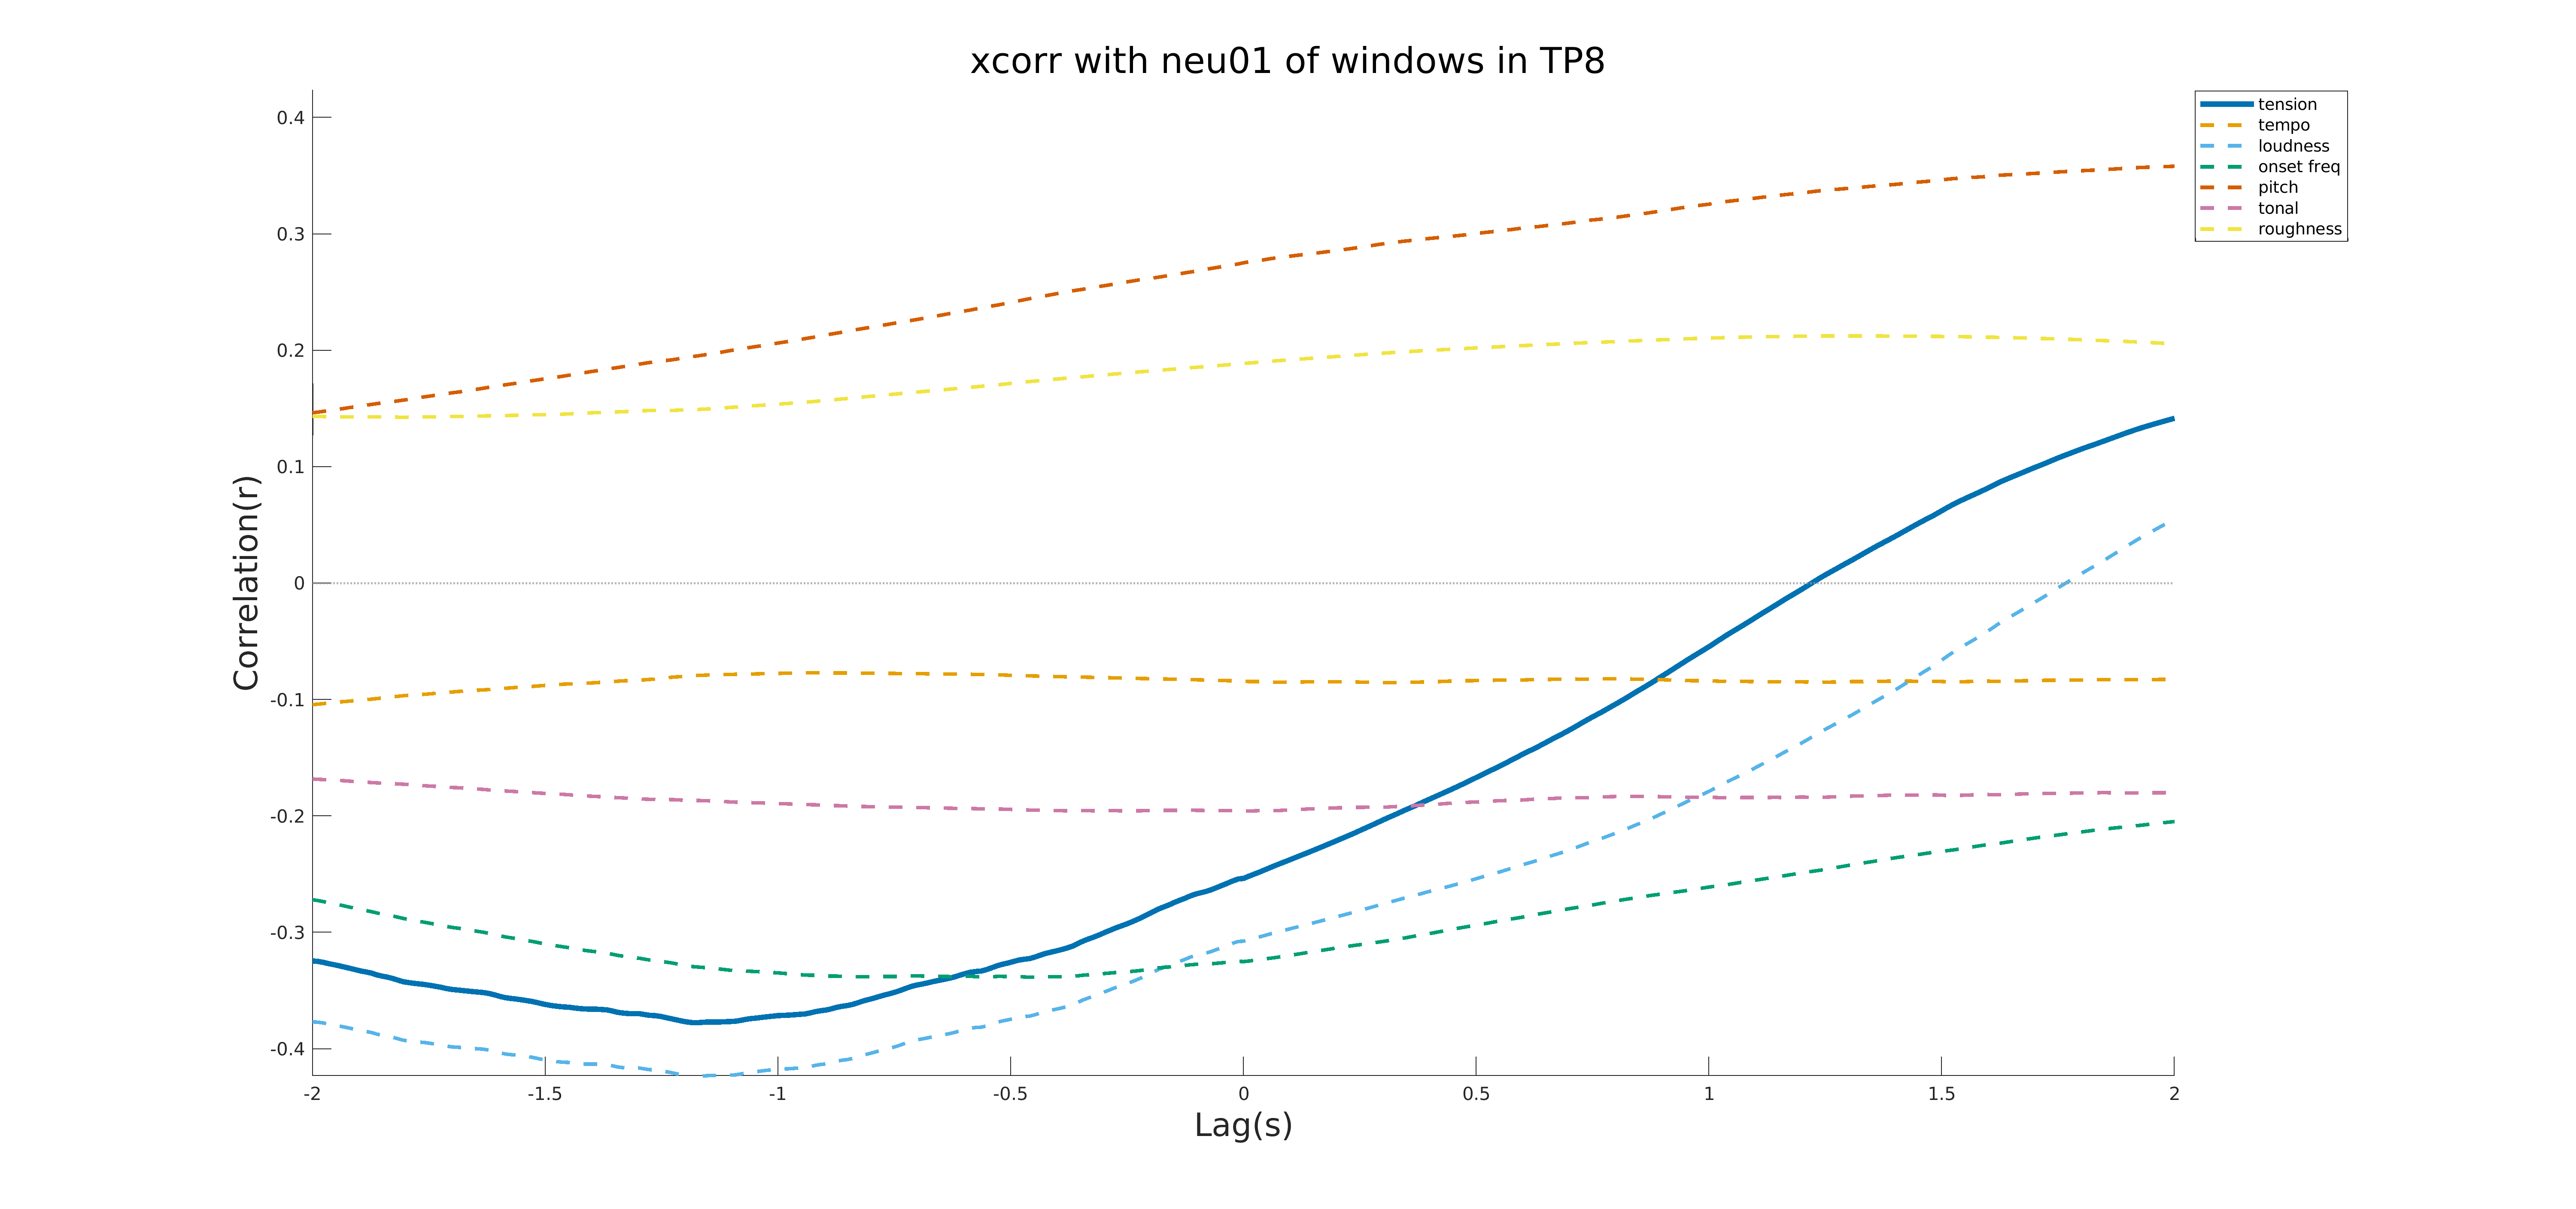 xcorr with neu01 of windows in TP8
tension
tempo
loudness
onset freq
pitch
tonal
roughness
Correlation(r)
0.4
0.3
0.2
0.1
0
-0.1
-0.2
-0.3
-0.4
-2 -1.5 -1 -0.5 0 0.5 1 1.5 2
Lag(s)